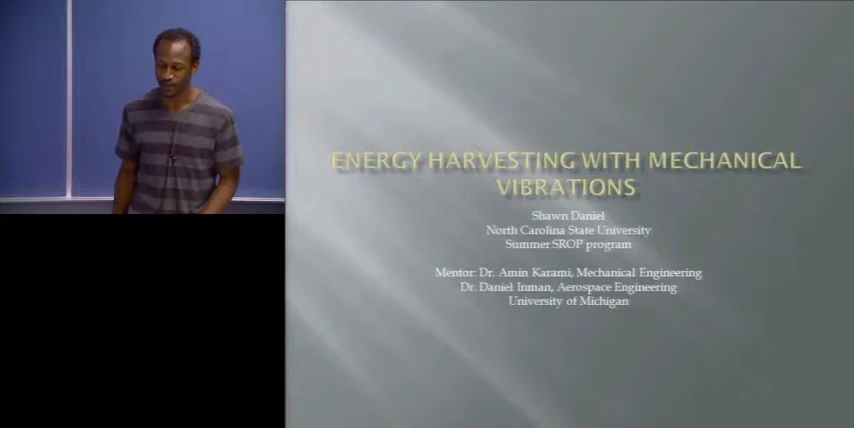 ENERGY HARVESTING WITH MECHANICAL
VIBRATIONS
Shawn Daniel
North Carolina State University
Summer SROP program
Mentor: Dr. Amin Karami, Mechanical Engineering
Dr. Daniel Inman, Aerospace Engineering
University of Michigan